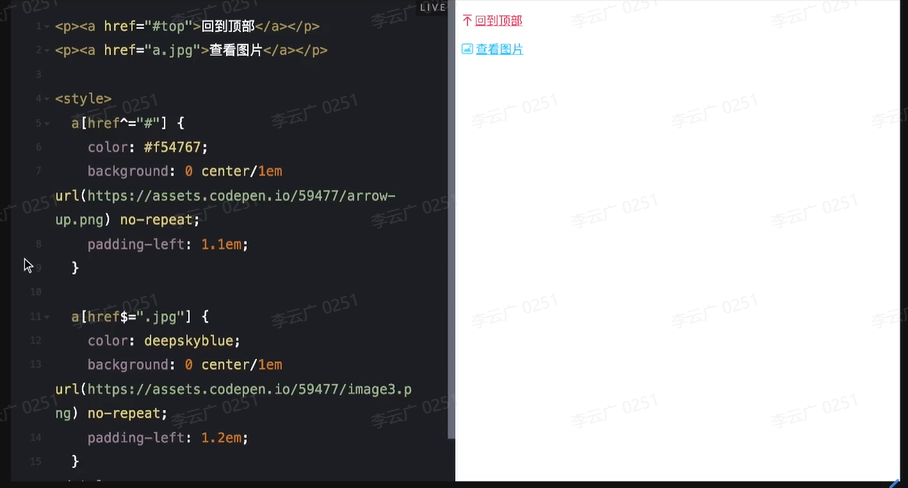 LIVE
1 <p><a href="#top">回到顶部</a></p>
2 <p><a href="a.jpg">查看图片</a></p>
3
4 <style>
5 a[href^="#"] {
6 color: #f54767;
7 background: 0 center/1em
url(https://assets.codepen.io/59477/arrow-
up.png) no-repeat;
8 padding-left: 1.1em;
9 }
10
11 a[href$=".jpg"] {
12 color: deepskyblue;
13 background: 0 center/1em
url(https://assets.codepen.io/59477/image3.p
ng) no-repeat;
14 padding-left: 1.2em;
15 }
回到顶部
查看图片
李云广 0251